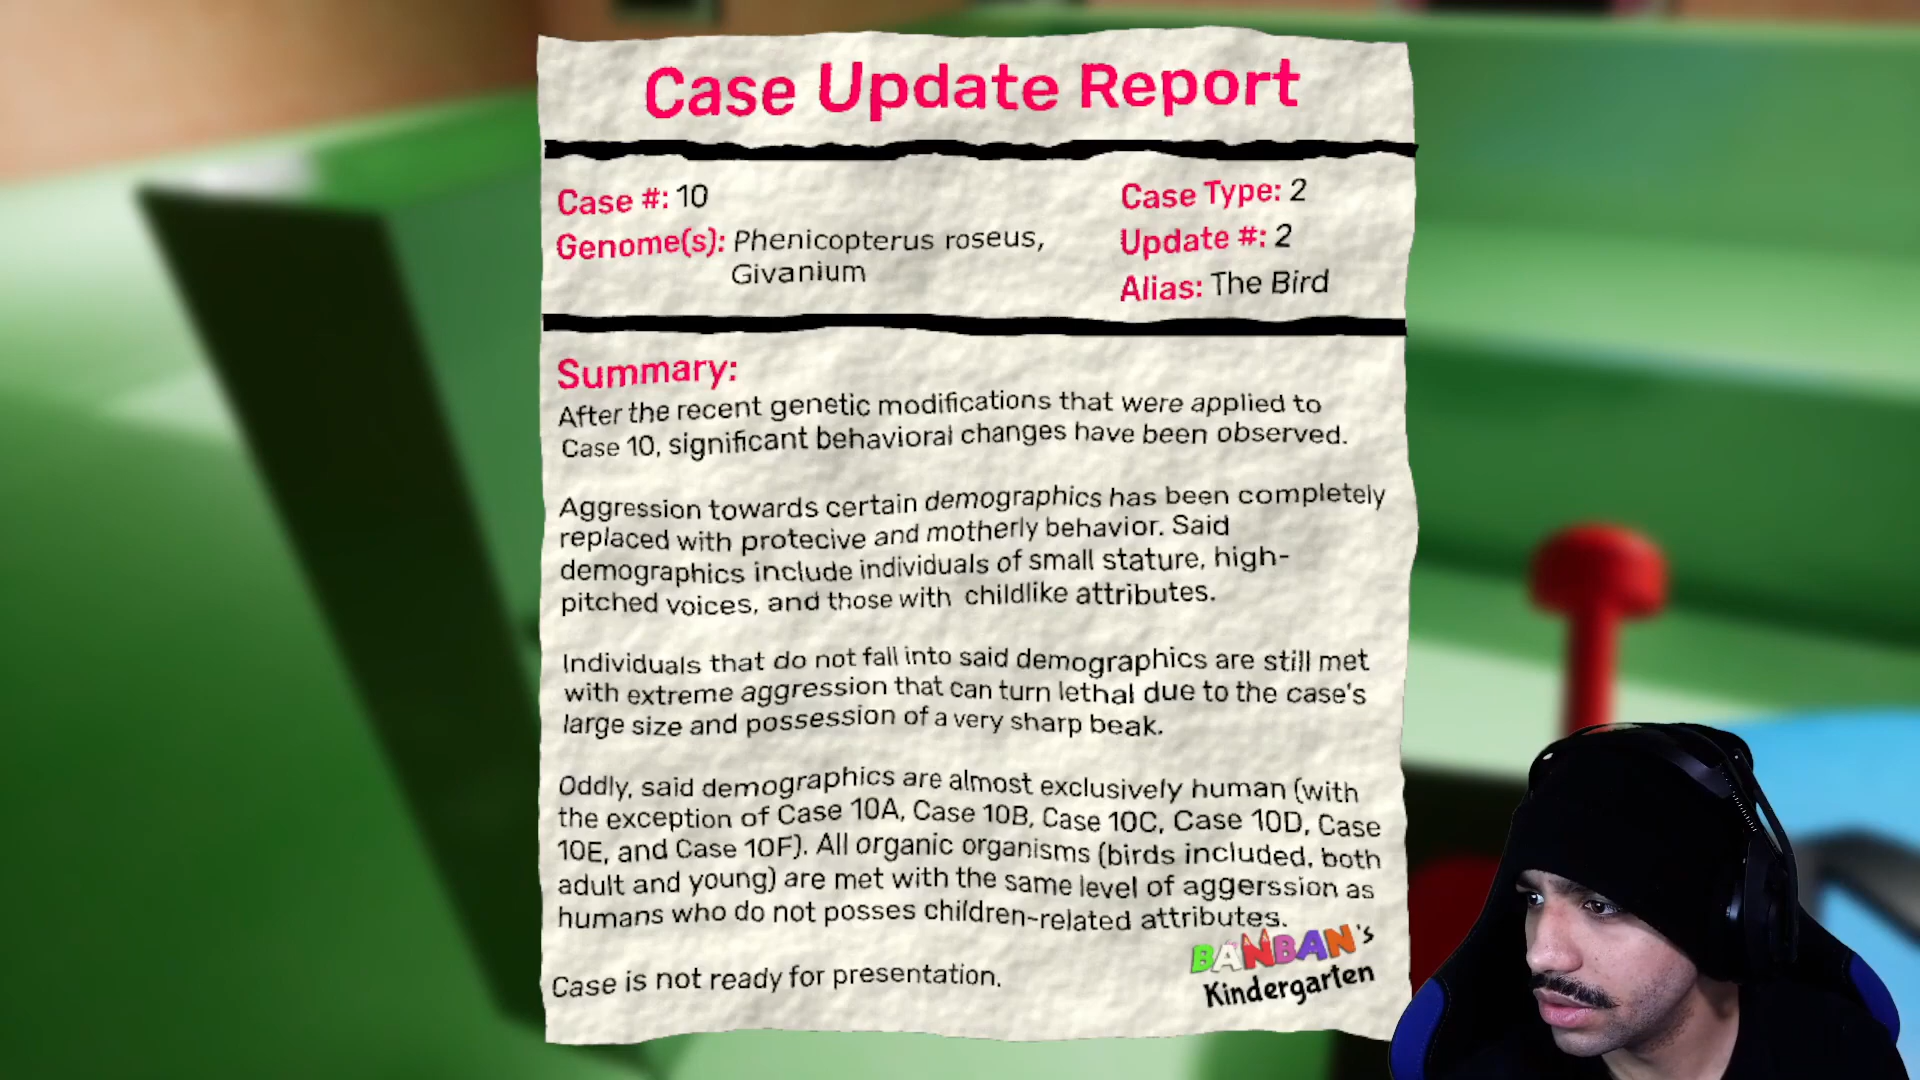 Case Update Report
Case #: 10
Genome(s): Phenicopterus roseus,
Givanium
Case Type: 2
Update #: 2
Alias: The Bird
Summary:
After the recent genetic modifications that were applied to
Case 10, significant behavioral changes have been observed.
Aggression towards certain demographics has been completely
replaced with protecive and motherly behavior. Said
demographics include individuals of small stature, high-
pitched voices, and those with childlike attributes.
Individuals that do not fall into said demographics are still met
with extreme aggression that can turn lethal due to the case's
large size and possession of a very sharp beak.
Oddly, said demographics are almost exclusively human (with
the exception of Case 10A, Case 10B, Case 10C, Case 10D, Case
10E, and Case 10F). All organic organisms (birds included, both
adult and young) are met with the same level of aggerssion as
humans who do not posses children-related attributes.
Case is not ready for presentation.
BANBAN's
Kindergarten